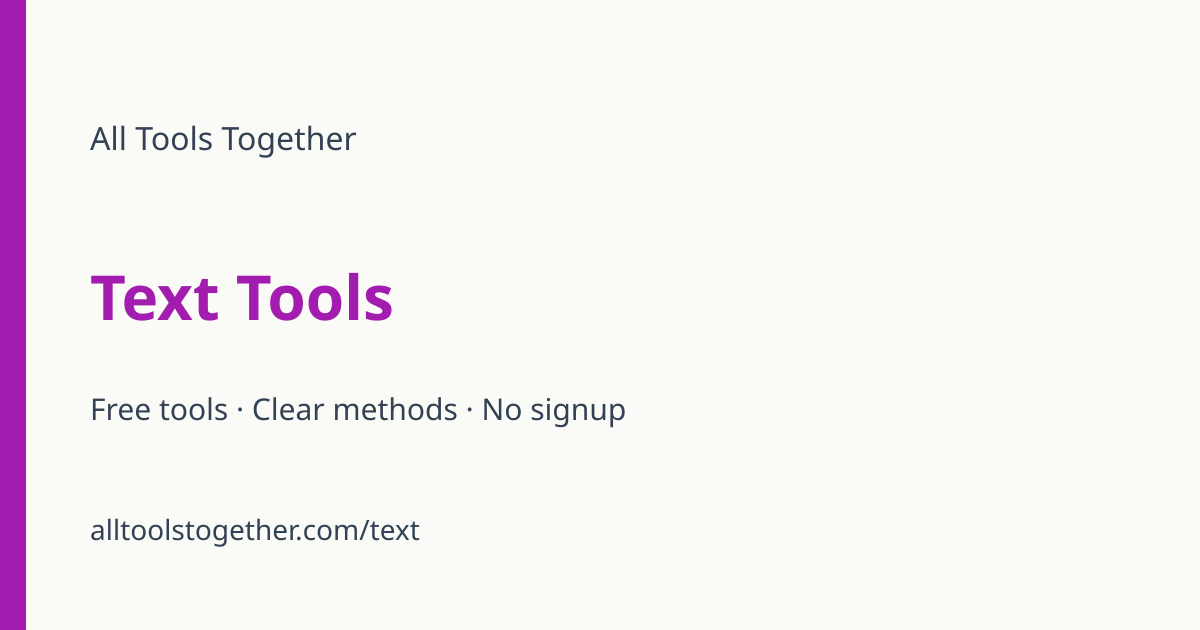 All Tools Together
Text Tools
Free tools · Clear methods · No signup
alltoolstogether.com/text